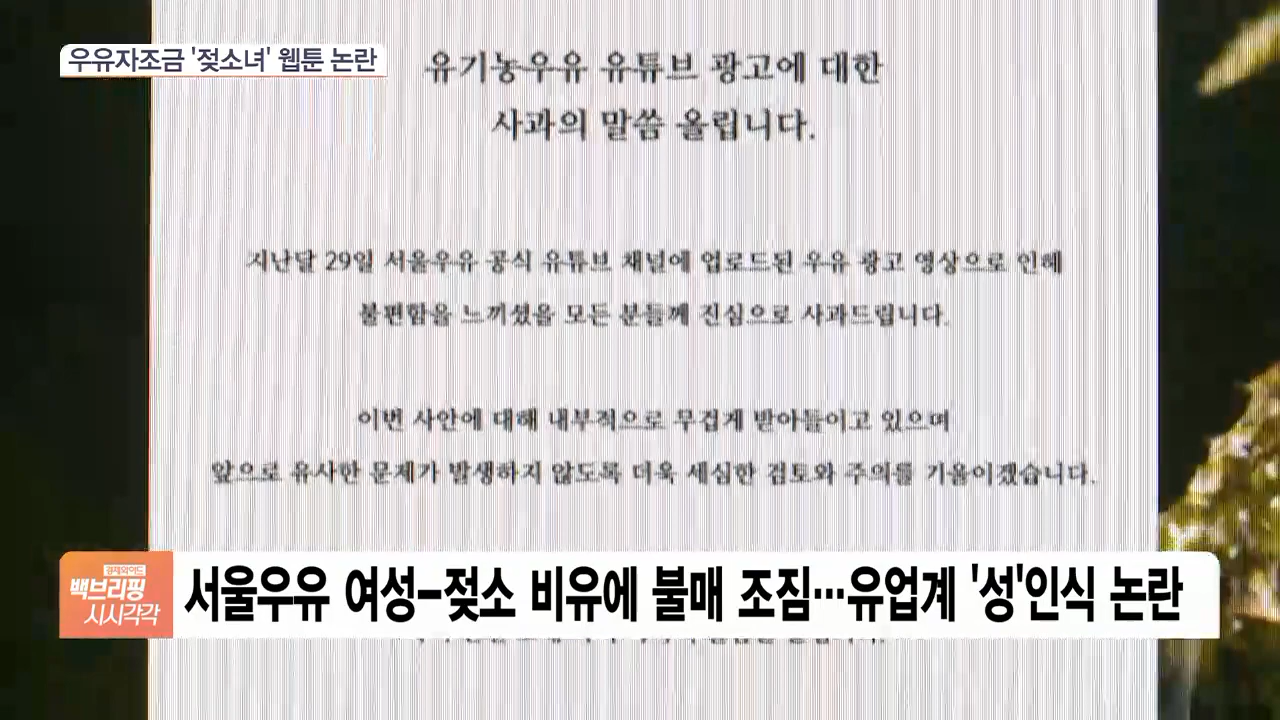 우유자조금 '젖소녀' 웹툰 논란
유기농우유 유튜브 광고에 대한
사과의 말씀 올립니다.
지난달 29일 서울우유 공식 유튜브 채널에 업로드된 우유 광고 영상으로 인해
불편함을 느끼셨을 모든 분들께 진심으로 사과드립니다.
이번 사안에 대해 내부적으로 무겁게 받아들이고 있으며
앞으로 유사한 문제가 발생하지 않도록 더욱 세심한 검토와 주의를 기울이겠습니다.
경제와이드
백브리핑
시시각각
서울우유 여성-젖소 비유에 불매 조짐…유업계 '성'인식 논란